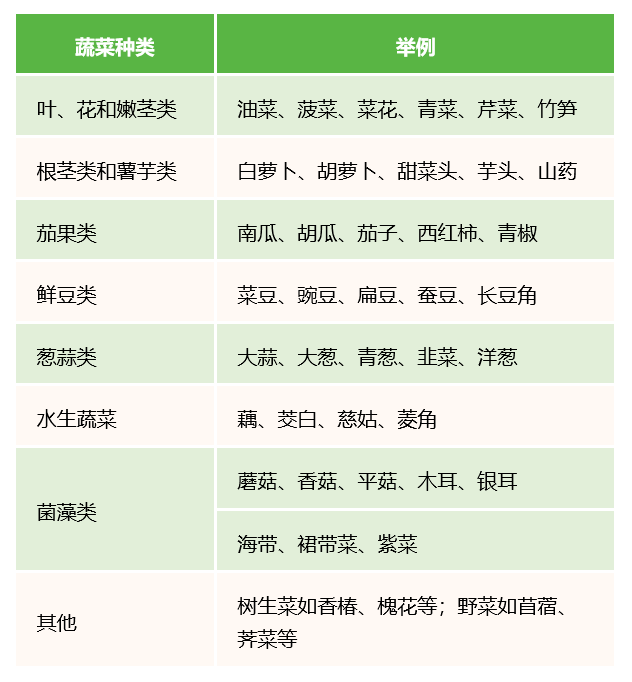 蔬菜种类 举例
叶、花和嫩茎类 油菜、菠菜、菜花、青菜、芹菜、竹笋
根茎类和薯芋类 白萝卜、胡萝卜、甜菜头、芋头、山药
茄果类 南瓜、胡瓜、茄子、西红柿、青椒
鲜豆类 菜豆、豌豆、扁豆、蚕豆、长豆角
葱蒜类 大蒜、大葱、青葱、韭菜、洋葱
水生蔬菜 藕、茭白、慈姑、菱角
菌藻类 蘑菇、香菇、平菇、木耳、银耳
海带、裙带菜、紫菜
其他 树生菜如香椿、槐花等；野菜如苜蓿、
荠菜等